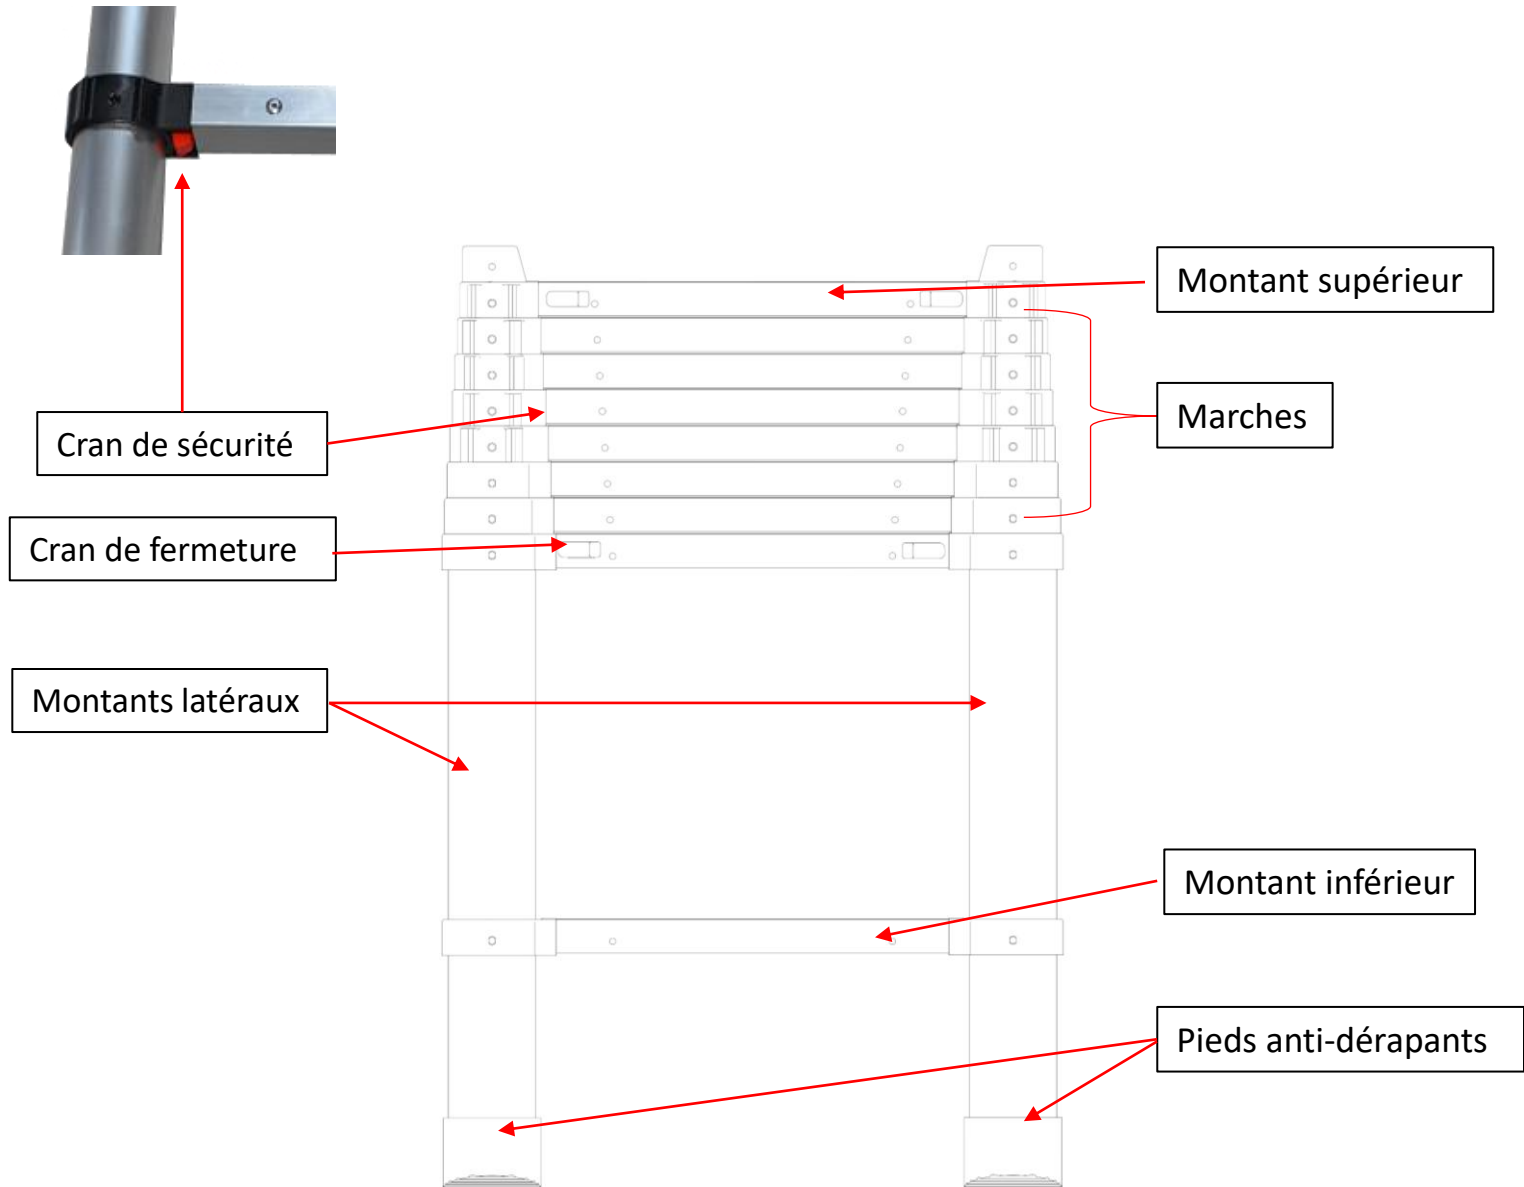 Montant supérieur
Marches
Cran de sécurité
Cran de fermeture
Montants latéraux
Montant inférieur
Pieds anti-dérapants